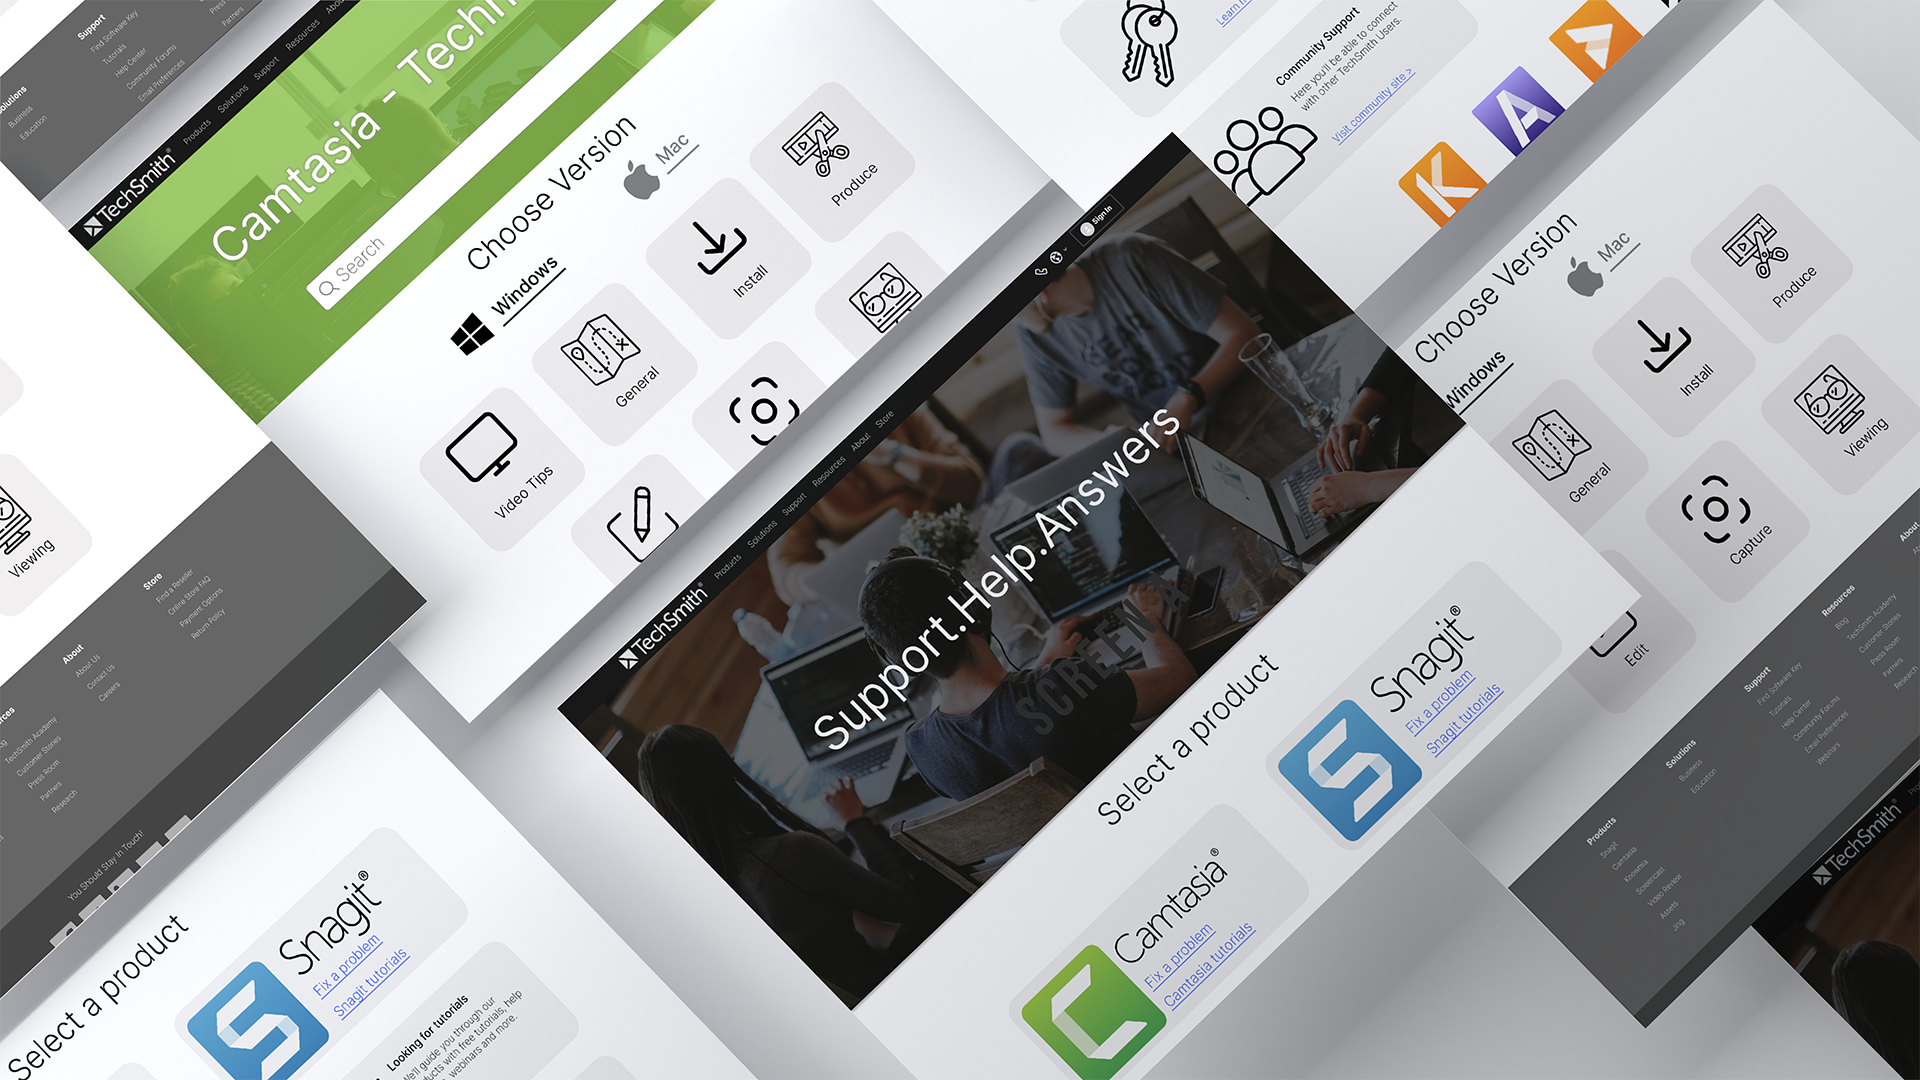 Support
Find Software Key
Tutorials
Help Center
Community Forums
Email Preferences
Business
Education
TechSmith®
Products
Solutions
Support
Resources
Camtasia - Techn
Search
Choose Version
Windows
Mac
Video Tips
General
Install
Produce
Learn m
Community Support
Here you'll be able to connect
with other TechSmith Users.
Visit community site >
K
A
TechSmith®
Products
Solutions
Support
Resources
About
Store
Sign In
Support.Help.Answers
SCREEN A
Select a product
Snagit®
Fix a problem
Snagit tutorials
Camtasia®
Fix a problem
Camtasia tutorials
Choose Version
Windows
Mac
General
Install
Produce
Edit
Capture
Viewing
Viewing
Store
Find a Reseller
Online Store FAQ
Payment Options
Return Policy
About
About Us
Contact Us
Careers
TechSmith Academy
Customer Stories
Press Room
Partners
Research
You Should Stay in Touch!
Select a product
Snagit®
Fix a problem
Snagit tutorials
Looking for tutorials
We'll guide you through our
ducts with free tutorials, help
webinars and more.
Products
Snagit
Camtasia
Knowmia
Screencast
Video Review
Assets
Jing
Solutions
Business
Education
Support
Find Software Key
Tutorials
Help Center
Community Forums
Email Preferences
Webinars
Resources
Blog
TechSmith Academy
Customer Stories
Press Room
Partners
Research
About
TechSmith®